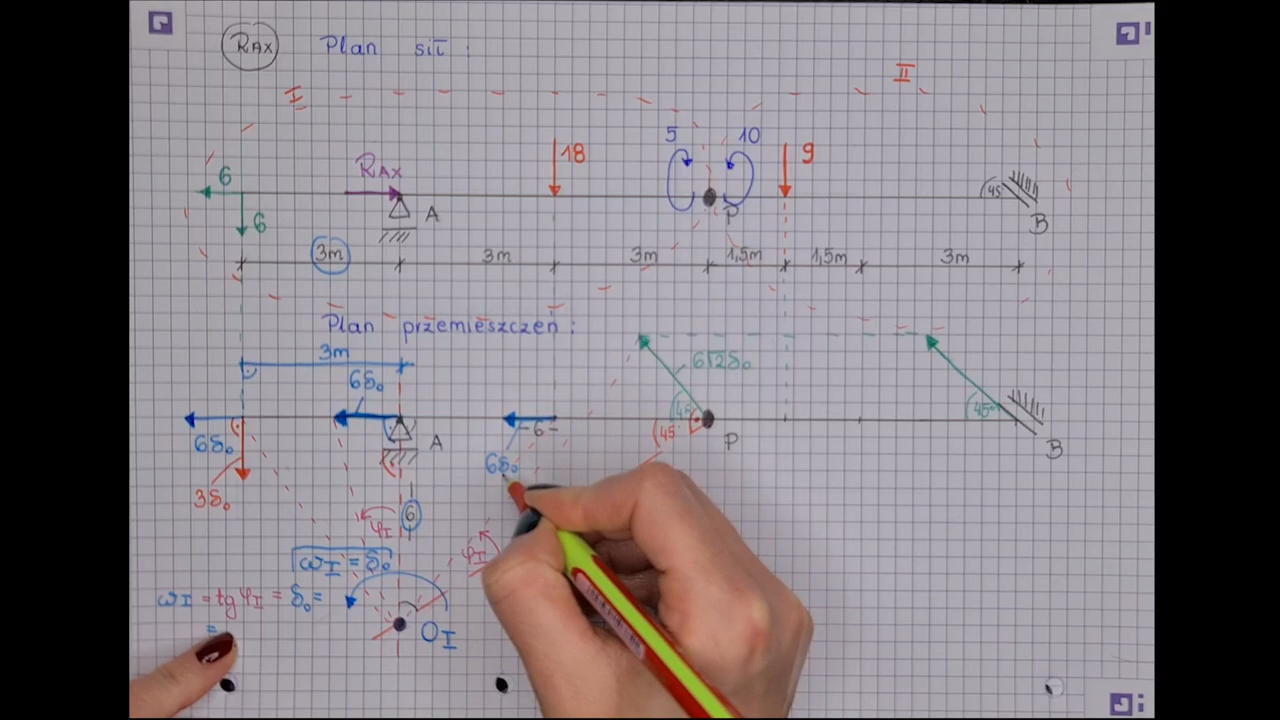 RAX Plan sił :
I II
5 10
6 RAX 18 9
6 A P 45 B
3m 3m 3m 1,5m 1,5m 3m
Plan przemieszczeń :
3m
6δ₀ 6√2δ₀
45 45°
6δ₀ A -6- 45° P B
3δ₀ 6δ₀
φI 6
ωI = δ₀ φI
ωI = tg φI = δ₀ =
=
OI